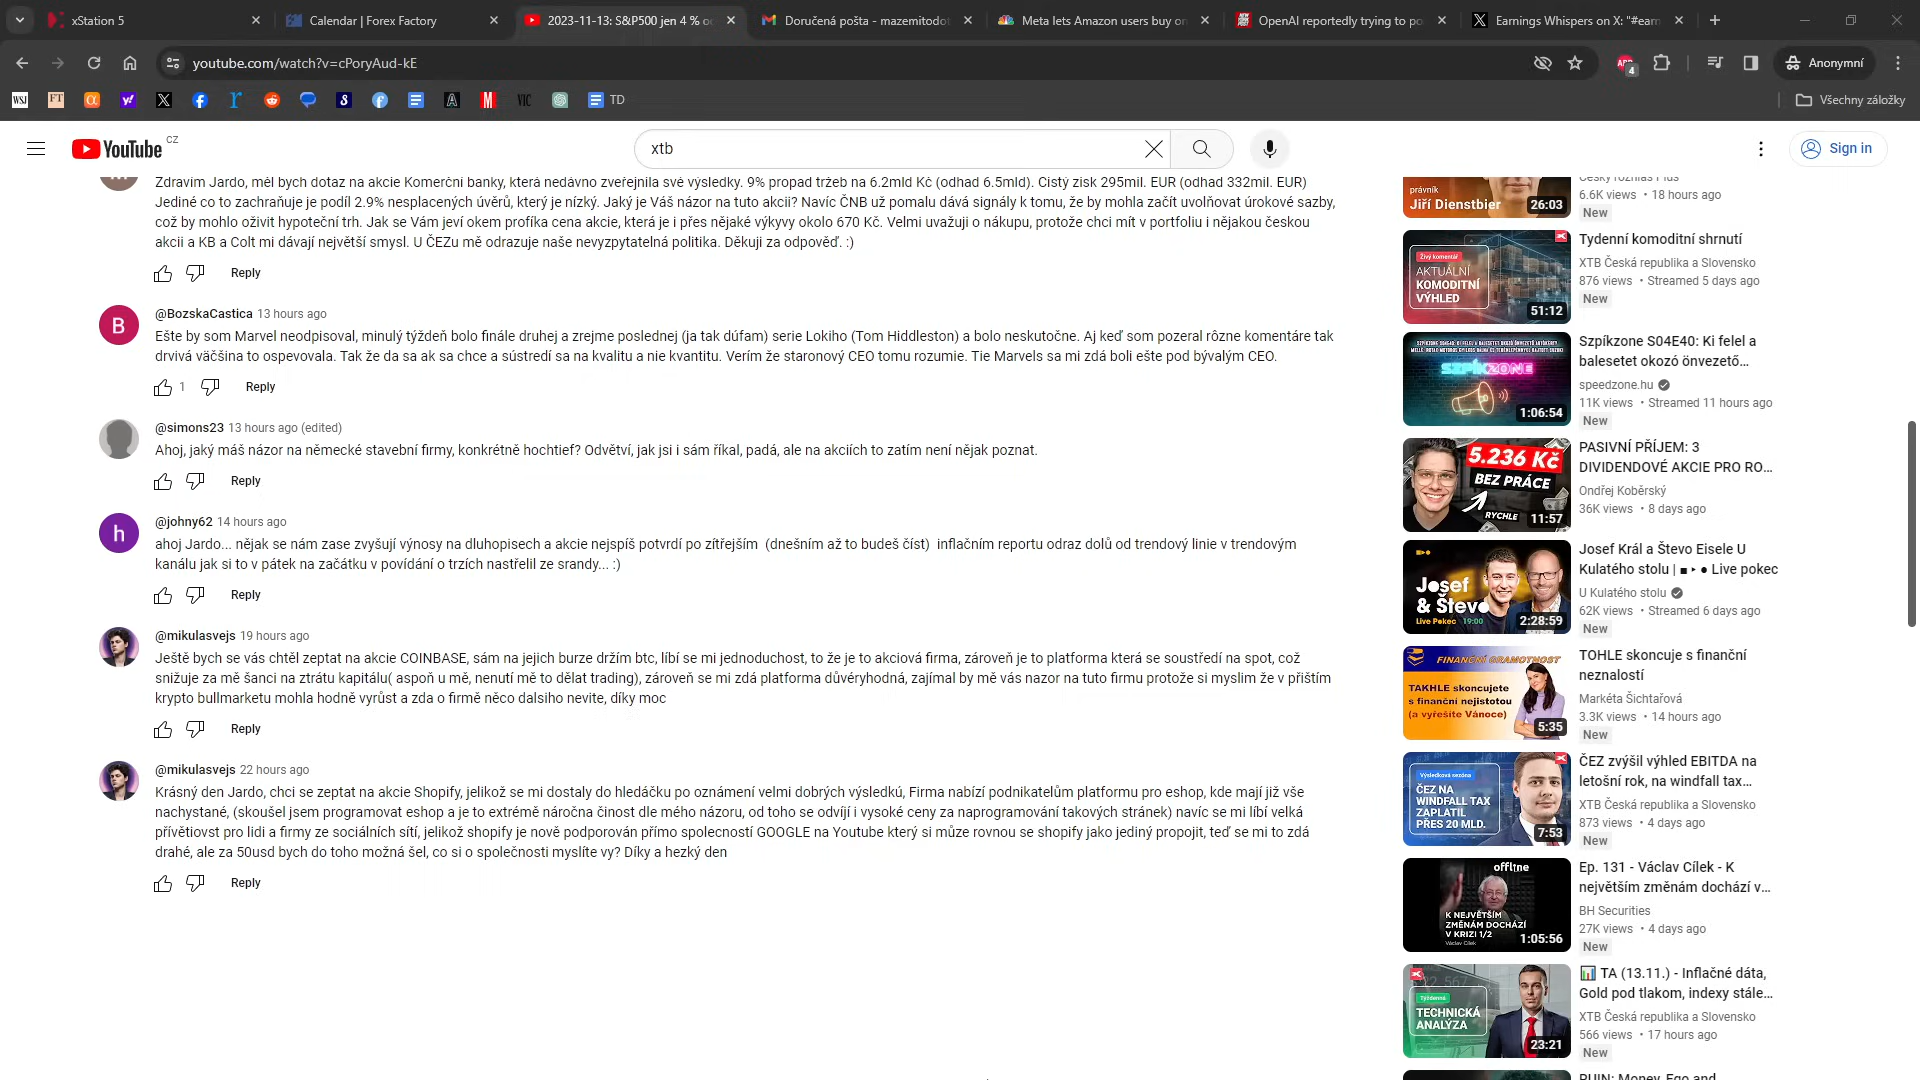 xStation 5
Calendar | Forex Factory
2023-11-13: S&P500 jen 4 % o
Doručená pošta - mazemitodo
Meta lets Amazon users buy on
OpenAI reportedly trying to po
Earnings Whispers on X: "#earn
youtube.com/watch?v=cPoryAud-kE
4
Anonymní
WSJ
FT
M
VIC
TD
Všechny záložky
YouTube CZ
xtb
Sign in
Zdravím Jardo, měl bych dotaz na akcie Komerční banky, která nedávno zveřejnila své výsledky. 9% propad tržeb na 6.2mld Kč (odhad 6.5mld). Čistý zisk 295mil. EUR (odhad 332mil. EUR)
Jediné co to zachraňuje je podíl 2.9% nesplacených úvěrů, který je nízký. Jaký je Váš názor na tuto akcii? Navíc ČNB už pomalu dává signály k tomu, že by mohla začít uvolňovat úrokové sazby,
což by mohlo oživit hypoteční trh. Jak se Vám jeví okem profíka cena akcie, která je i přes nějaké výkyvy okolo 670 Kč. Velmi uvažuji o nákupu, protože chci mít v portfoliu i nějakou českou
akcii a KB a Colt mi dávají největší smysl. U ČEZu mě odrazuje naše nevyzpytatelná politika. Děkuji za odpověď. :)
Reply
B
@BozskaCastica 13 hours ago
Ešte by som Marvel neodpisoval, minulý týždeň bolo finále druhej a zrejme poslednej (ja tak dúfam) serie Lokiho (Tom Hiddleston) a bolo neskutočne. Aj keď som pozeral rôzne komentáre tak
drvivá väčšina to ospevovala. Tak že da sa ak sa chce a sústredí sa na kvalitu a nie kvantitu. Verím že staronový CEO tomu rozumie. Tie Marvels sa mi zdá boli ešte pod bývalým CEO.
1 Reply
@simons23 13 hours ago (edited)
Ahoj, jaký máš názor na německé stavební firmy, konkrétně hochtief? Odvětví, jak jsi i sám říkal, padá, ale na akciích to zatím není nějak poznat.
Reply
h
@johny62 14 hours ago
ahoj Jardo... nějak se nám zase zvyšují výnosy na dluhopisech a akcie nejspíš potvrdí po zítřejším (dnešním až to budeš číst) inflačním reportu odraz dolů od trendový linie v trendovým
kanálu jak si to v pátek na začátku v povídání o trzích nastřelil ze srandy... :)
Reply
@mikulasvejs 19 hours ago
Ještě bych se vás chtěl zeptat na akcie COINBASE, sám na jejich burze držím btc, líbí se mi jednoduchost, to že je to akciová firma, zároveň je to platforma která se soustředí na spot, což
snižuje za mě šanci na ztrátu kapitálu( aspoň u mě, nenutí mě to dělat trading), zároveň se mi zdá platforma důvéryhodná, zajímal by mě vás nazor na tuto firmu protože si myslim že v příštím
krypto bullmarketu mohla hodně vyrůst a zda o firmě něco dalsiho nevite, díky moc
Reply
@mikulasvejs 22 hours ago
Krásný den Jardo, chci se zeptat na akcie Shopify, jelikož se mi dostaly do hledáčku po oznámení velmi dobrých výsledků, Firma nabízí podnikatelům platformu pro eshop, kde mají již vše
nachystané, (skoušel jsem programovat eshop a je to extrémě náročna činost dle mého názoru, od toho se odvíjí i vysoké ceny za naprogramování takových stránek) navíc se mi líbí velká
přívětiovst pro lidi a firmy ze sociálních sítí, jelikož shopify je nově podporován přímo spolecností GOOGLE na Youtube který si můze rovnou se shopify jako jediný propojit, teď se mi to zdá
drahé, ale za 50usd bych do toho možná šel, co si o společnosti myslíte vy? Díky a hezký den
Reply
právník
Jiří Dienstbier
26:03
Český rozhlas Plus
6.6K views • 18 hours ago
New
Živý komentář
AKTUÁLNÍ
KOMODITNÍ
VÝHLED
51:12
Tydenní komoditní shrnutí
XTB Česká republika a Slovensko
876 views • Streamed 5 days ago
New
SZPÍKZONE
1:06:54
Szpíkzone S04E40: Ki felel a
balesetet okozó önvezető…
speedzone.hu
11K views • Streamed 11 hours ago
New
5.236 Kč
BEZ PRÁCE
RYCHLE
11:57
PASIVNÍ PŘÍJEM: 3
DIVIDENDOVÉ AKCIE PRO RO…
Ondřej Koběrský
36K views • 8 days ago
Josef
& Števo
Live Pokec 19:00
2:28:59
Josef Král a Števo Eisele U
Kulatého stolu | ■ ‣ ● Live pokec
U Kulatého stolu
62K views • Streamed 6 days ago
New
FINANČNÍ GRAMOTNOST
TAKHLE skoncujete
s finanční nejistotou
(a vyřešíte Vánoce)
5:35
TOHLE skoncuje s finanční
neznalostí
Markéta Šichtařová
3.3K views • 14 hours ago
New
Výsledková sezóna
ČEZ NA
WINDFALL TAX
ZAPLATIL
PŘES 20 MLD.
7:53
ČEZ zvýšil výhled EBITDA na
letošní rok, na windfall tax…
XTB Česká republika a Slovensko
873 views • 4 days ago
New
offline
K NEJVĚTŠÍM
ZMĚNÁM DOCHÁZÍ
V KRIZI 1/2
Václav Cílek
1:05:56
Ep. 131 - Václav Cílek - K
největším změnám dochází v…
BH Securities
27K views • 4 days ago
New
Týždenná
TECHNICKÁ
ANALÝZA
23:21
📊 TA (13.11.) - Inflačné dáta,
Gold pod tlakom, indexy stále…
XTB Česká republika a Slovensko
566 views • 17 hours ago
New
RUIN: Money, Ego and